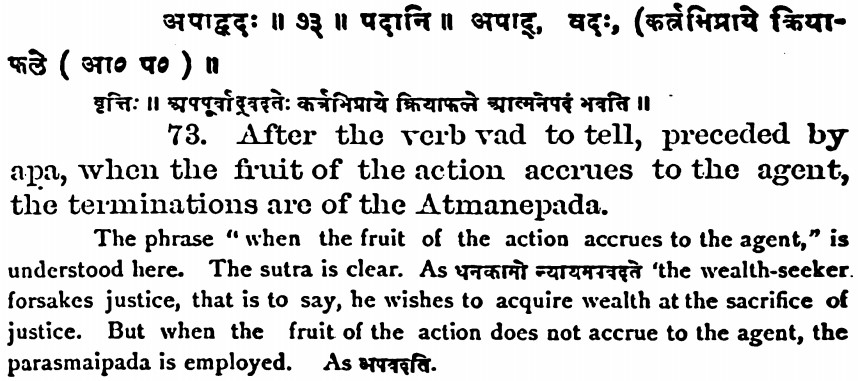 अपाद्वदः ॥ ७३ ॥ पदानि ॥ अपाद्, वदः, (कर्त्रभिप्राये क्रिया-
फले ( आ० प० ) ॥
वृत्तिः ॥ अपपूर्वाद्वदतेः कर्त्रभिप्राये क्रियाफले आत्मनेपदं भवति ॥
73. After the verb vad to tell, preceded by
apa, when the fruit of the action accrues to the agent,
the terminations are of the Atmanepada.
The phrase “ when the fruit of the action accrues to the agent,” is
understood here. The sutra is clear. As धनकामो न्यायमपवदते 'the wealth-seeker
forsakes justice, that is to say, he wishes to acquire wealth at the sacrifice of
justice. But when the fruit of the action does not accrue to the agent, the
parasmaipada is employed. As अपवदति.